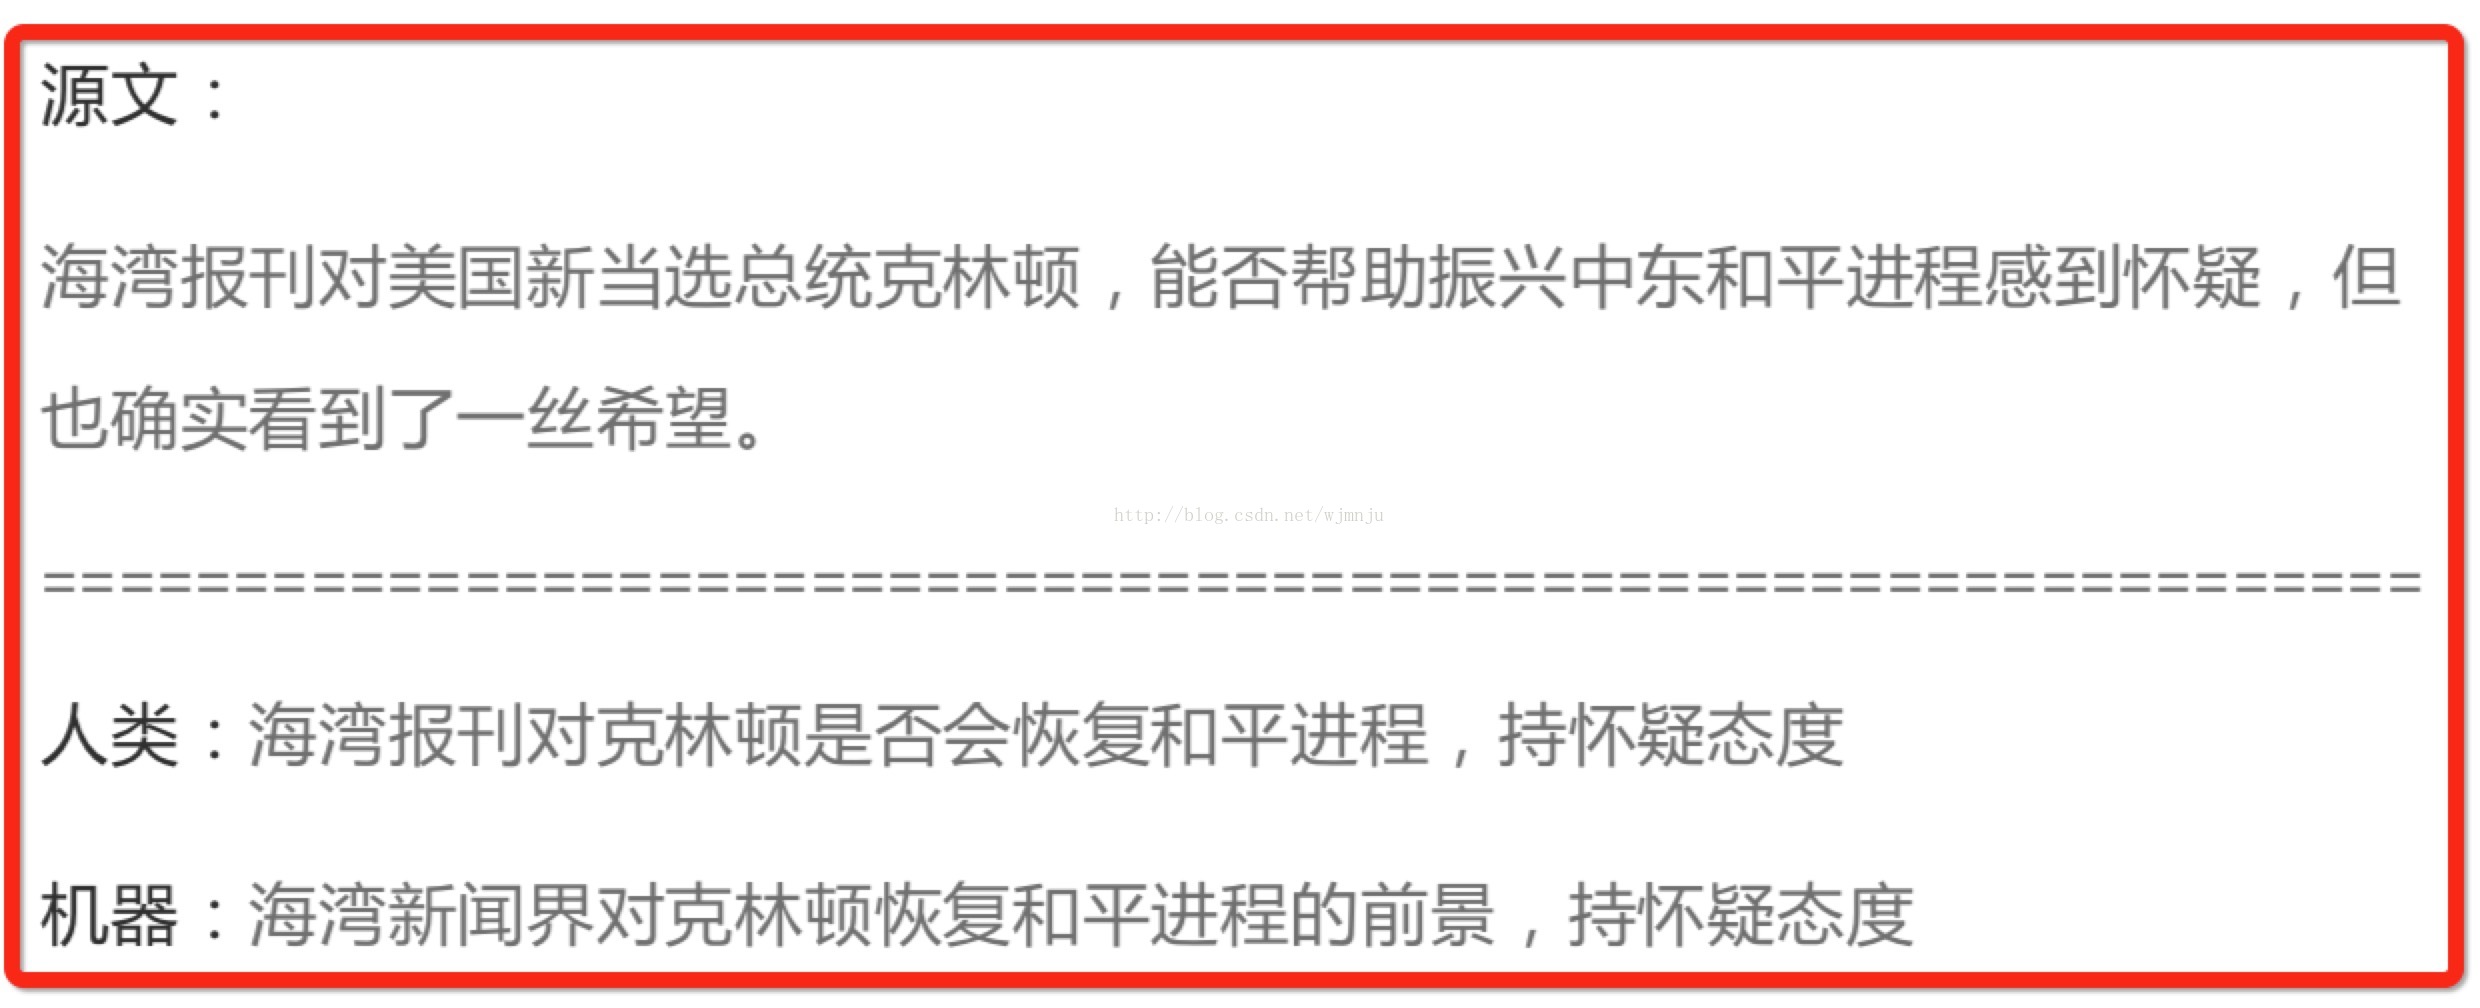 源文：
海湾报刊对美国新当选总统克林顿，能否帮助振兴中东和平进程感到怀疑，但
也确实看到了一丝希望。
http://blog.csdn.net/wjmnju
==============================================================
人类：海湾报刊对克林顿是否会恢复和平进程，持怀疑态度
机器：海湾新闻界对克林顿恢复和平进程的前景，持怀疑态度